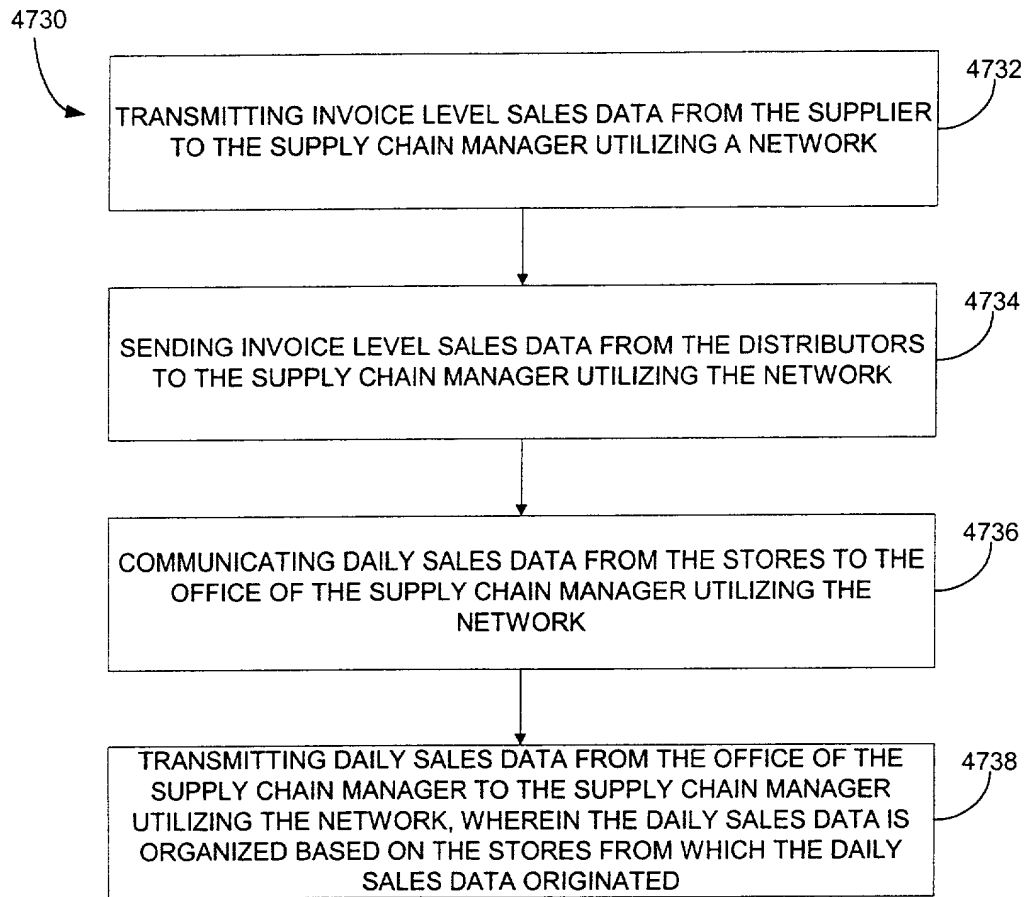 4730
4732
TRANSMITTING INVOICE LEVEL SALES DATA FROM THE SUPPLIER
TO THE SUPPLY CHAIN MANAGER UTILIZING A NETWORK
4734
SENDING INVOICE LEVEL SALES DATA FROM THE DISTRIBUTORS
TO THE SUPPLY CHAIN MANAGER UTILIZING THE NETWORK
4736
COMMUNICATING DAILY SALES DATA FROM THE STORES TO THE
OFFICE OF THE SUPPLY CHAIN MANAGER UTILIZING THE
NETWORK
4738
TRANSMITTING DAILY SALES DATA FROM THE OFFICE OF THE
SUPPLY CHAIN MANAGER TO THE SUPPLY CHAIN MANAGER
UTILIZING THE NETWORK, WHEREIN THE DAILY SALES DATA IS
ORGANIZED BASED ON THE STORES FROM WHICH THE DAILY
SALES DATA ORIGINATED